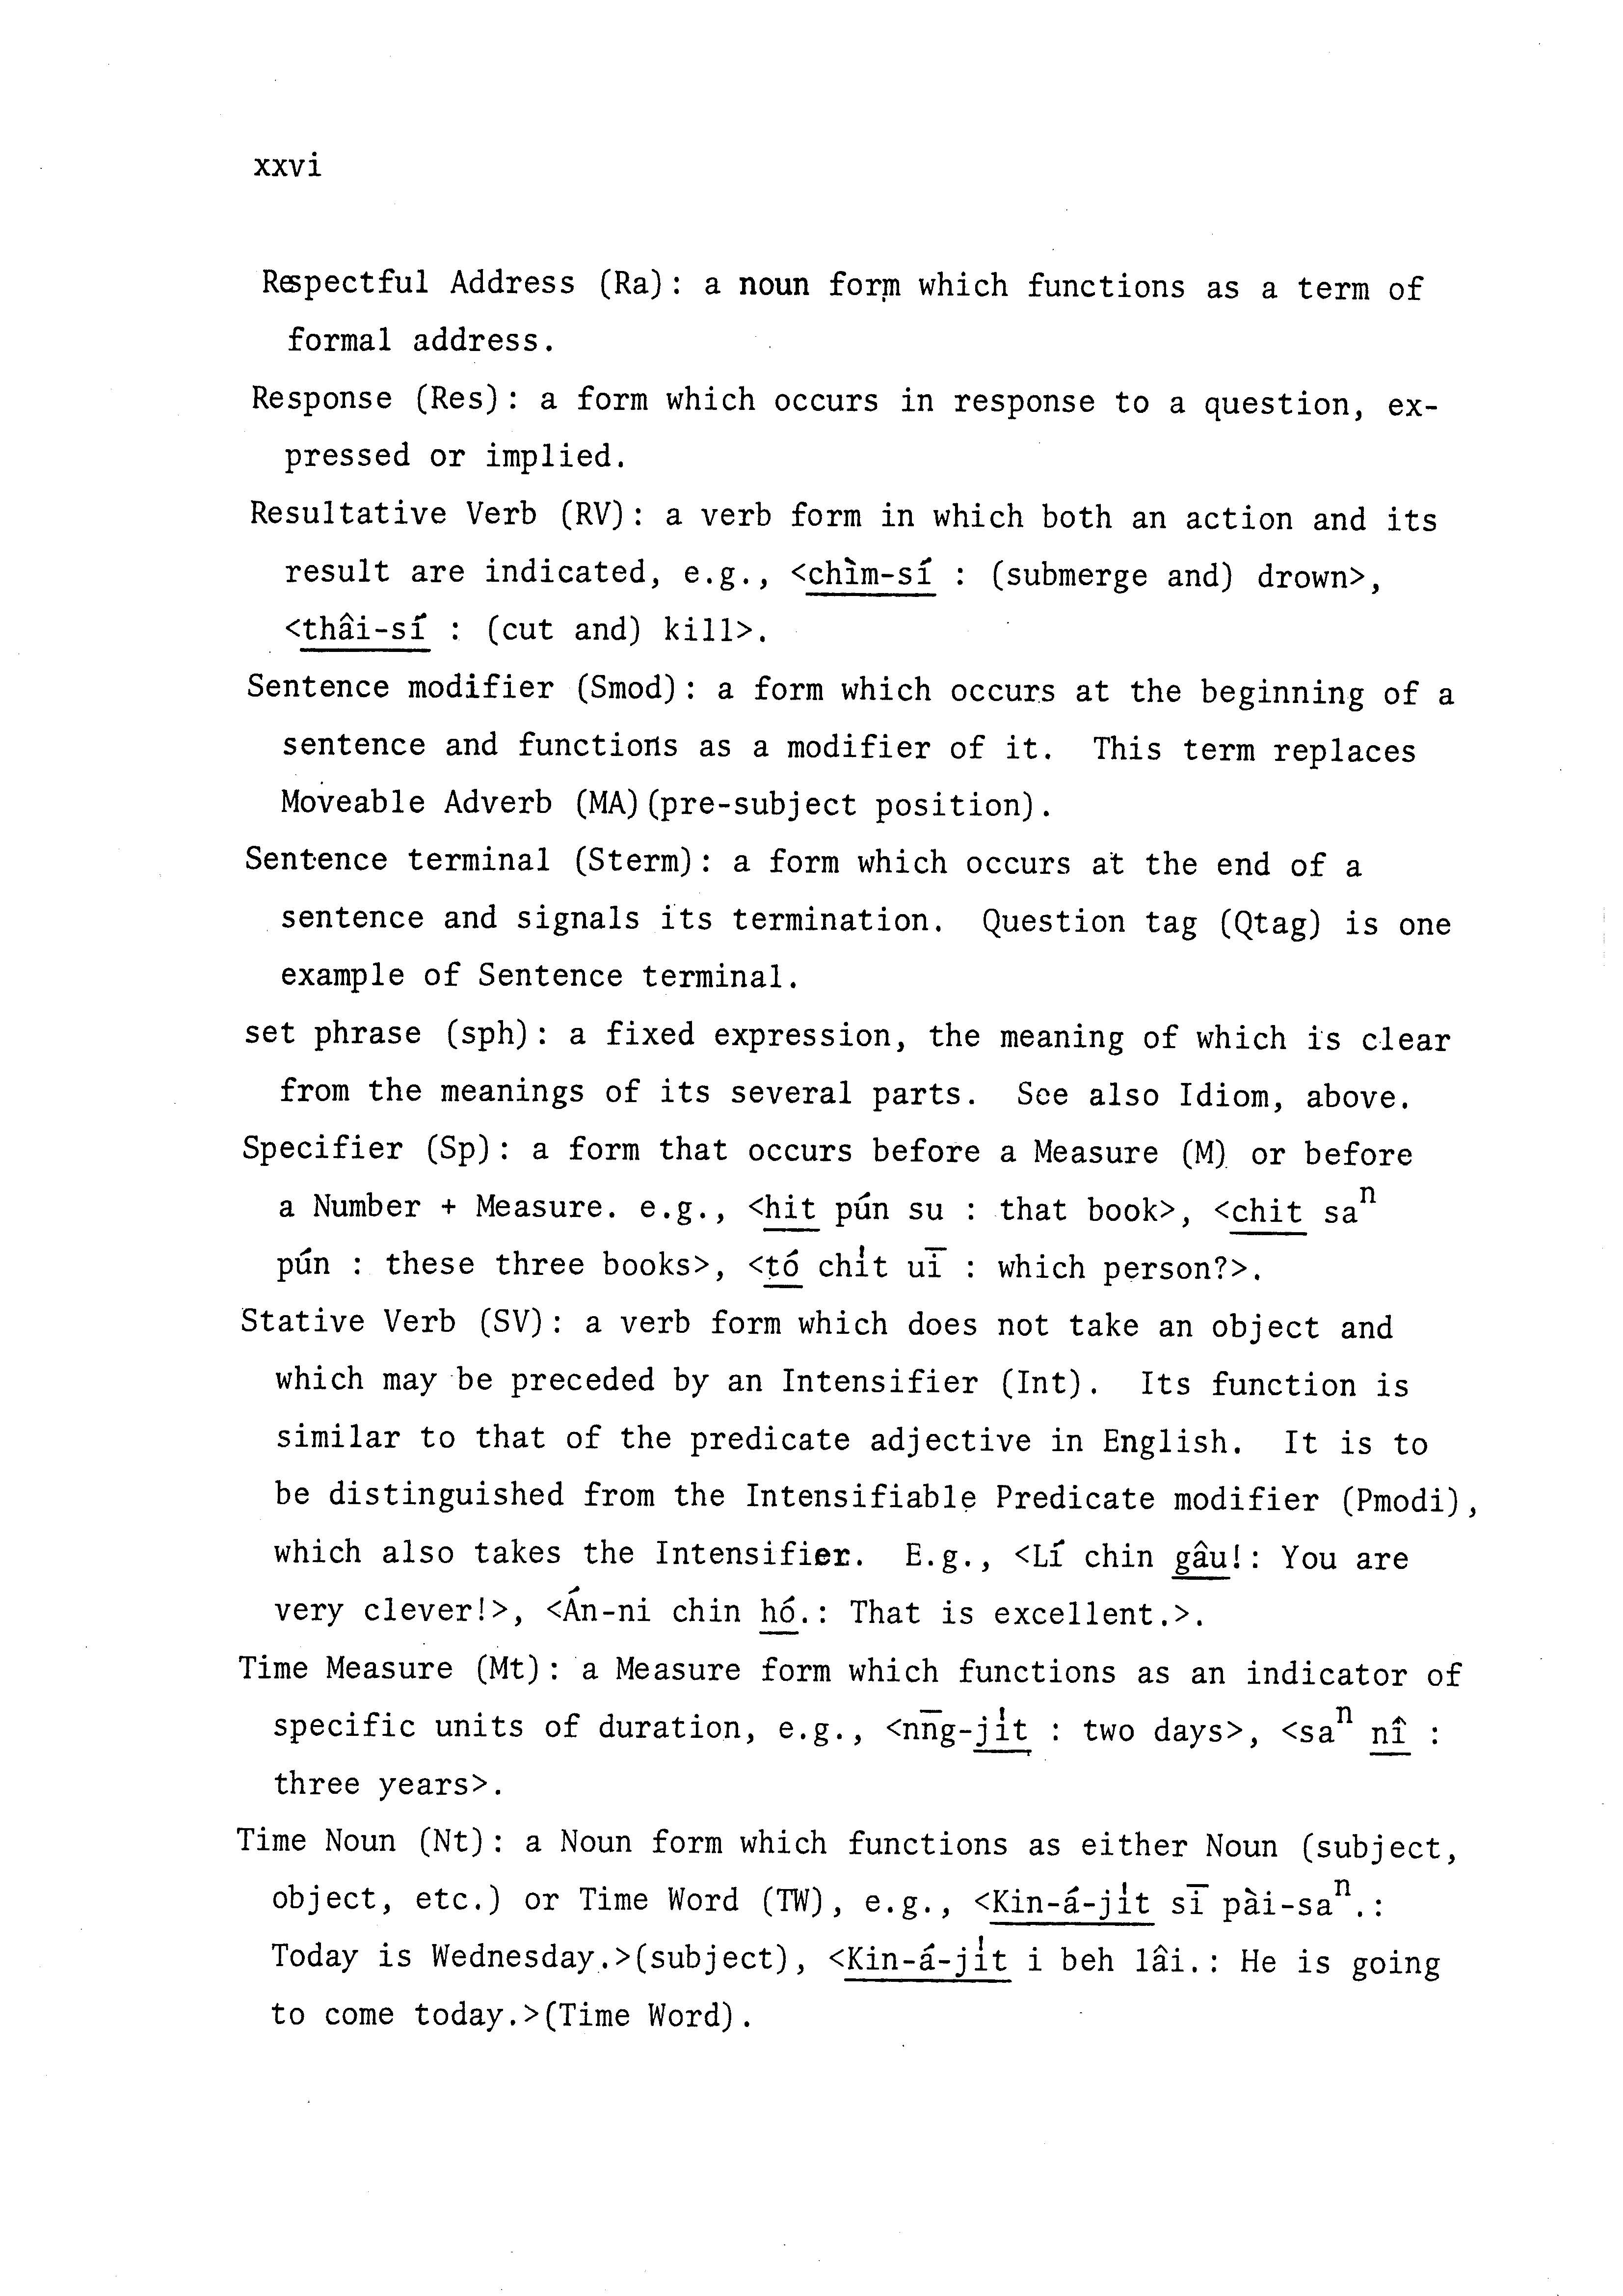 xxvi
Respectful Address (Ra): a noun form which functions as a term of
formal address.
Response (Res): a form which occurs in response to a question, ex-
pressed or implied.
Resultative Verb (RV): a verb form in which both an action and its
result are indicated, e.g., <chìm-sí : (submerge and) drown>,
<thâi-sí : (cut and) kill>.
Sentence modifier (Smod): a form which occurs at the beginning of a
sentence and functions as a modifier of it. This term replaces
Moveable Adverb (MA)(pre-subject position).
Sentence terminal (Sterm): a form which occurs at the end of a
sentence and signals its termination. Question tag (Qtag) is one
example of Sentence terminal.
set phrase (sph): a fixed expression, the meaning of which is clear
from the meanings of its several parts. See also Idiom, above.
Specifier (Sp): a form that occurs before a Measure (M) or before
a Number + Measure. e.g., <hit pún su : that book>, <chit saⁿ
pún : these three books>, <tó chi̍t uī : which person?>.
Stative Verb (SV): a verb form which does not take an object and
which may be preceded by an Intensifier (Int). Its function is
similar to that of the predicate adjective in English. It is to
be distinguished from the Intensifiable Predicate modifier (Pmodi),
which also takes the Intensifier. E.g., <Lí chin gâu!: You are
very clever!>, <Án-ni chin hó.: That is excellent.>.
Time Measure (Mt): a Measure form which functions as an indicator of
specific units of duration, e.g., <nn̄g-ji̍t : two days>, <saⁿ nî :
three years>.
Time Noun (Nt): a Noun form which functions as either Noun (subject,
object, etc.) or Time Word (TW), e.g., <Kin-á-ji̍t sī pài-saⁿ.:
Today is Wednesday.>(subject), <Kin-á-ji̍t i beh lâi.: He is going
to come today.>(Time Word).